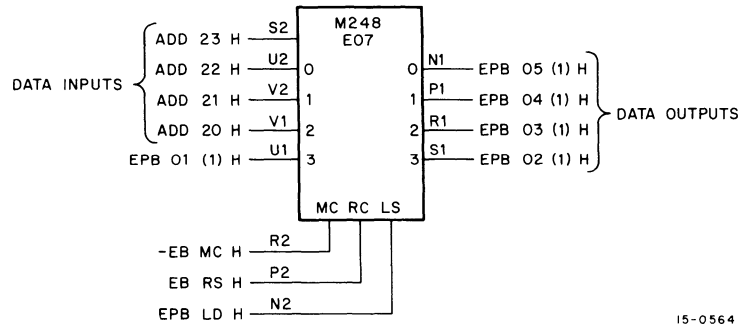 M248
E07
ADD 23 H S2
ADD 22 H U2 0 0 N1 EPB 05 (1) H
ADD 21 H V2 1 1 P1 EPB 04 (1) H
DATA INPUTS
DATA OUTPUTS
ADD 20 H V1 2 2 R1 EPB 03 (1) H
EPB 01 (1) H U1 3 3 S1 EPB 02 (1) H
MC RC LS
-EB MC H R2
EB RS H P2
EPB LD H N2
15-0564